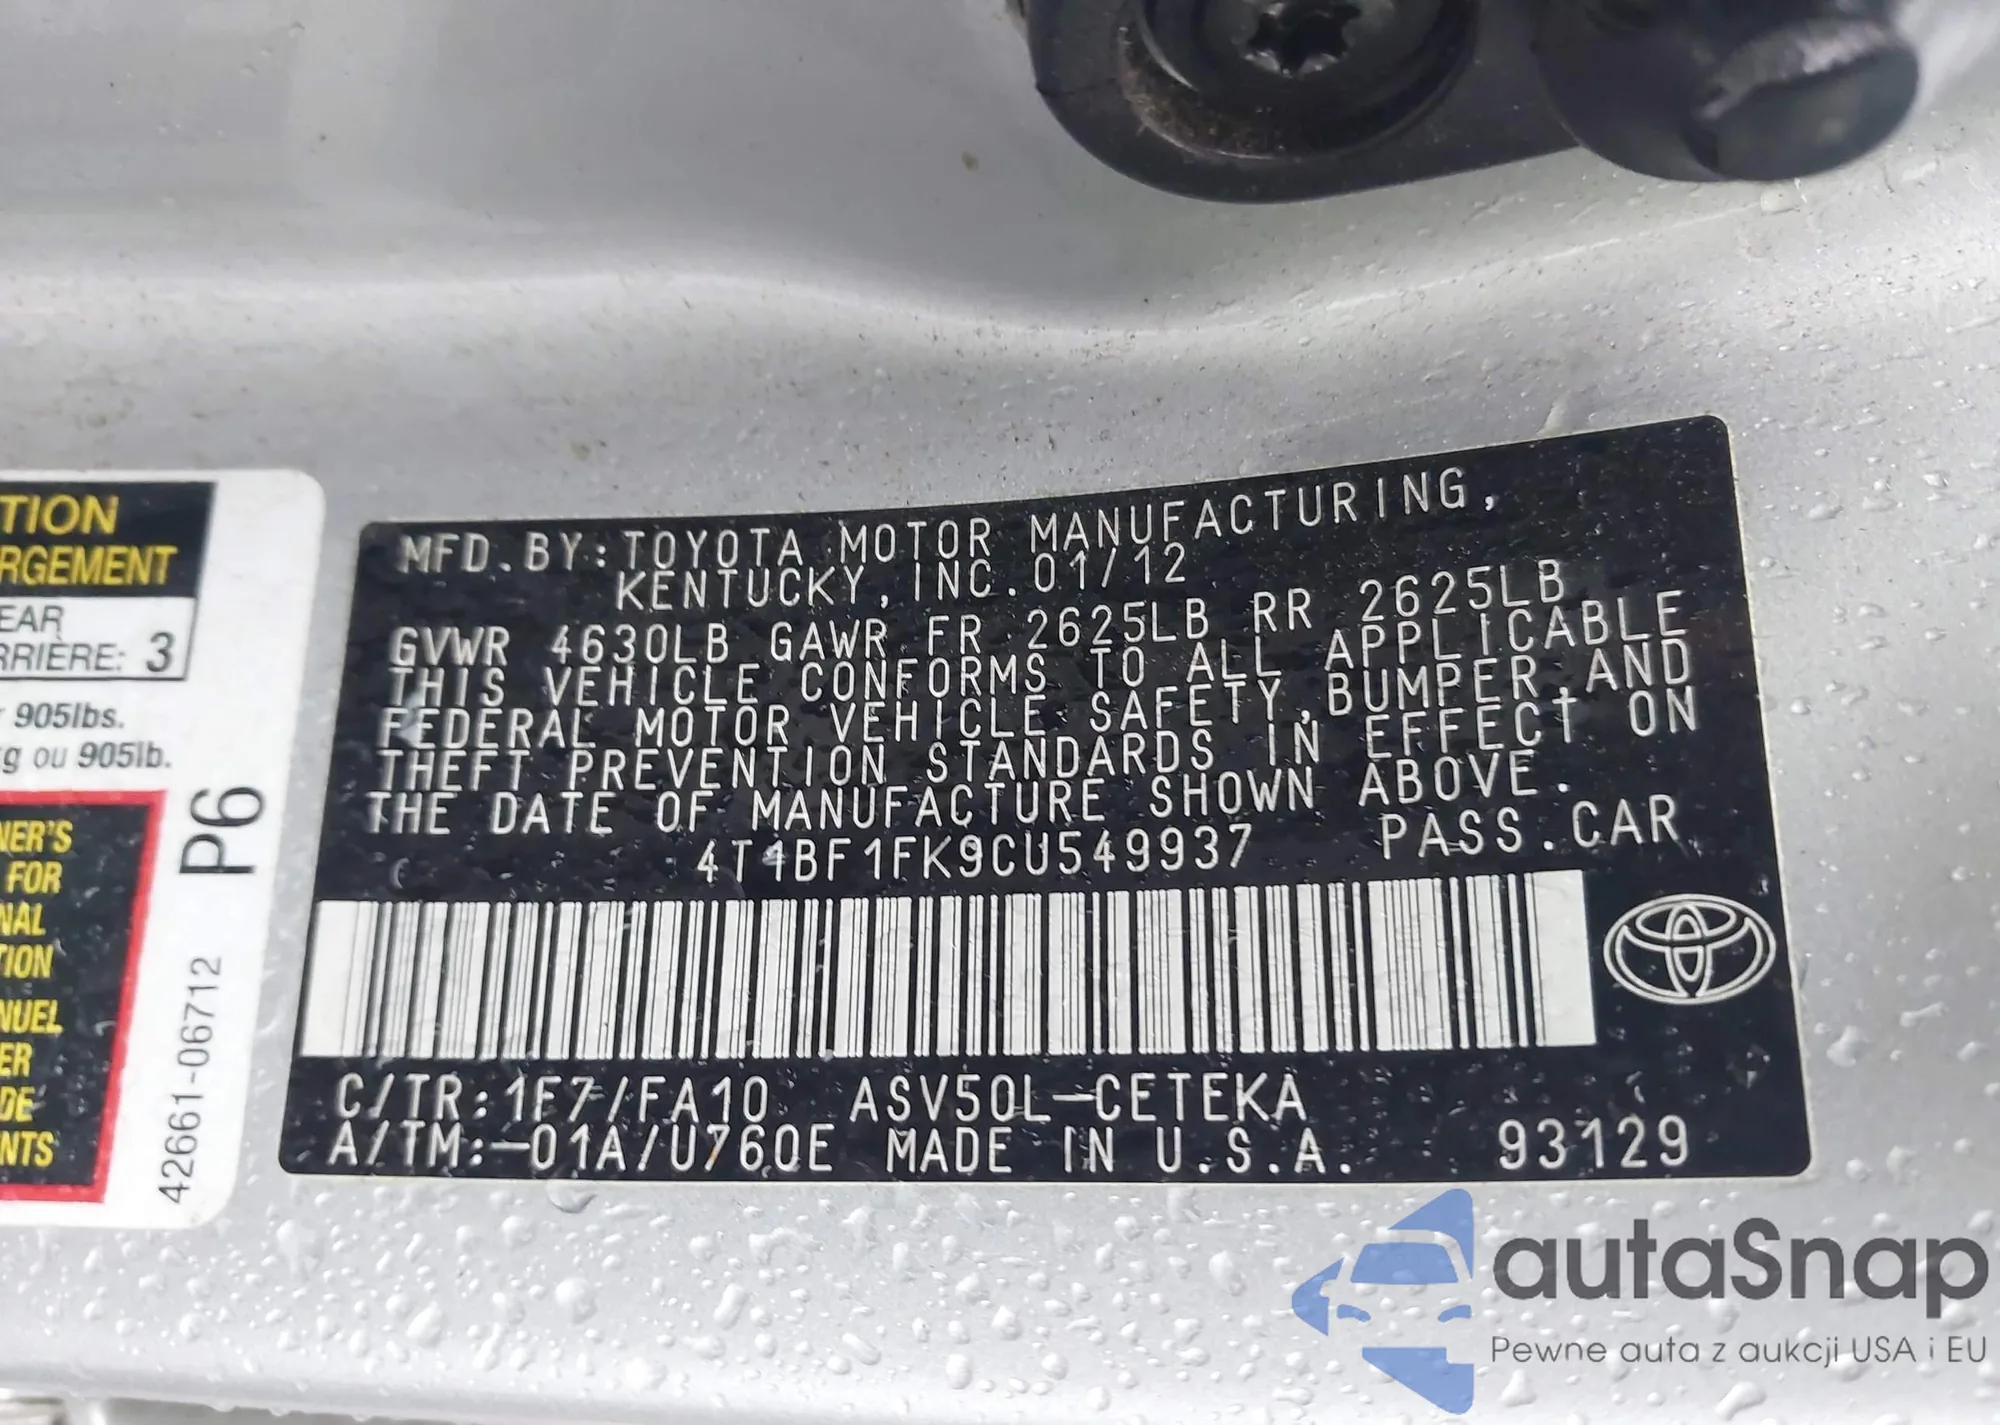 TION
RGEMENT
EAR
RRIÈRE: 3
905lbs.
kg ou 905lb.
NER'S
FOR
NAL
TION
NUEL
ER
DE
NTS
P6
42661-06712
MFD.BY:TOYOTA MOTOR MANUFACTURING,
KENTUCKY,INC.01/12
GVWR 4630LB GAWR FR 2625LB RR 2625LB
THIS VEHICLE CONFORMS TO ALL APPLICABLE
FEDERAL MOTOR VEHICLE SAFETY,BUMPER,AND
THEFT PREVENTION STANDARDS IN EFFECT ON
THE DATE OF MANUFACTURE SHOWN ABOVE.
4T1BF1FK9CU549937 PASS.CAR
C/TR:1F7/FA10 ASV50L-CETEKA
A/TM:-01A/U760E MADE IN U.S.A. 93129
autaSnap
Pewne auta z aukcji USA i EU